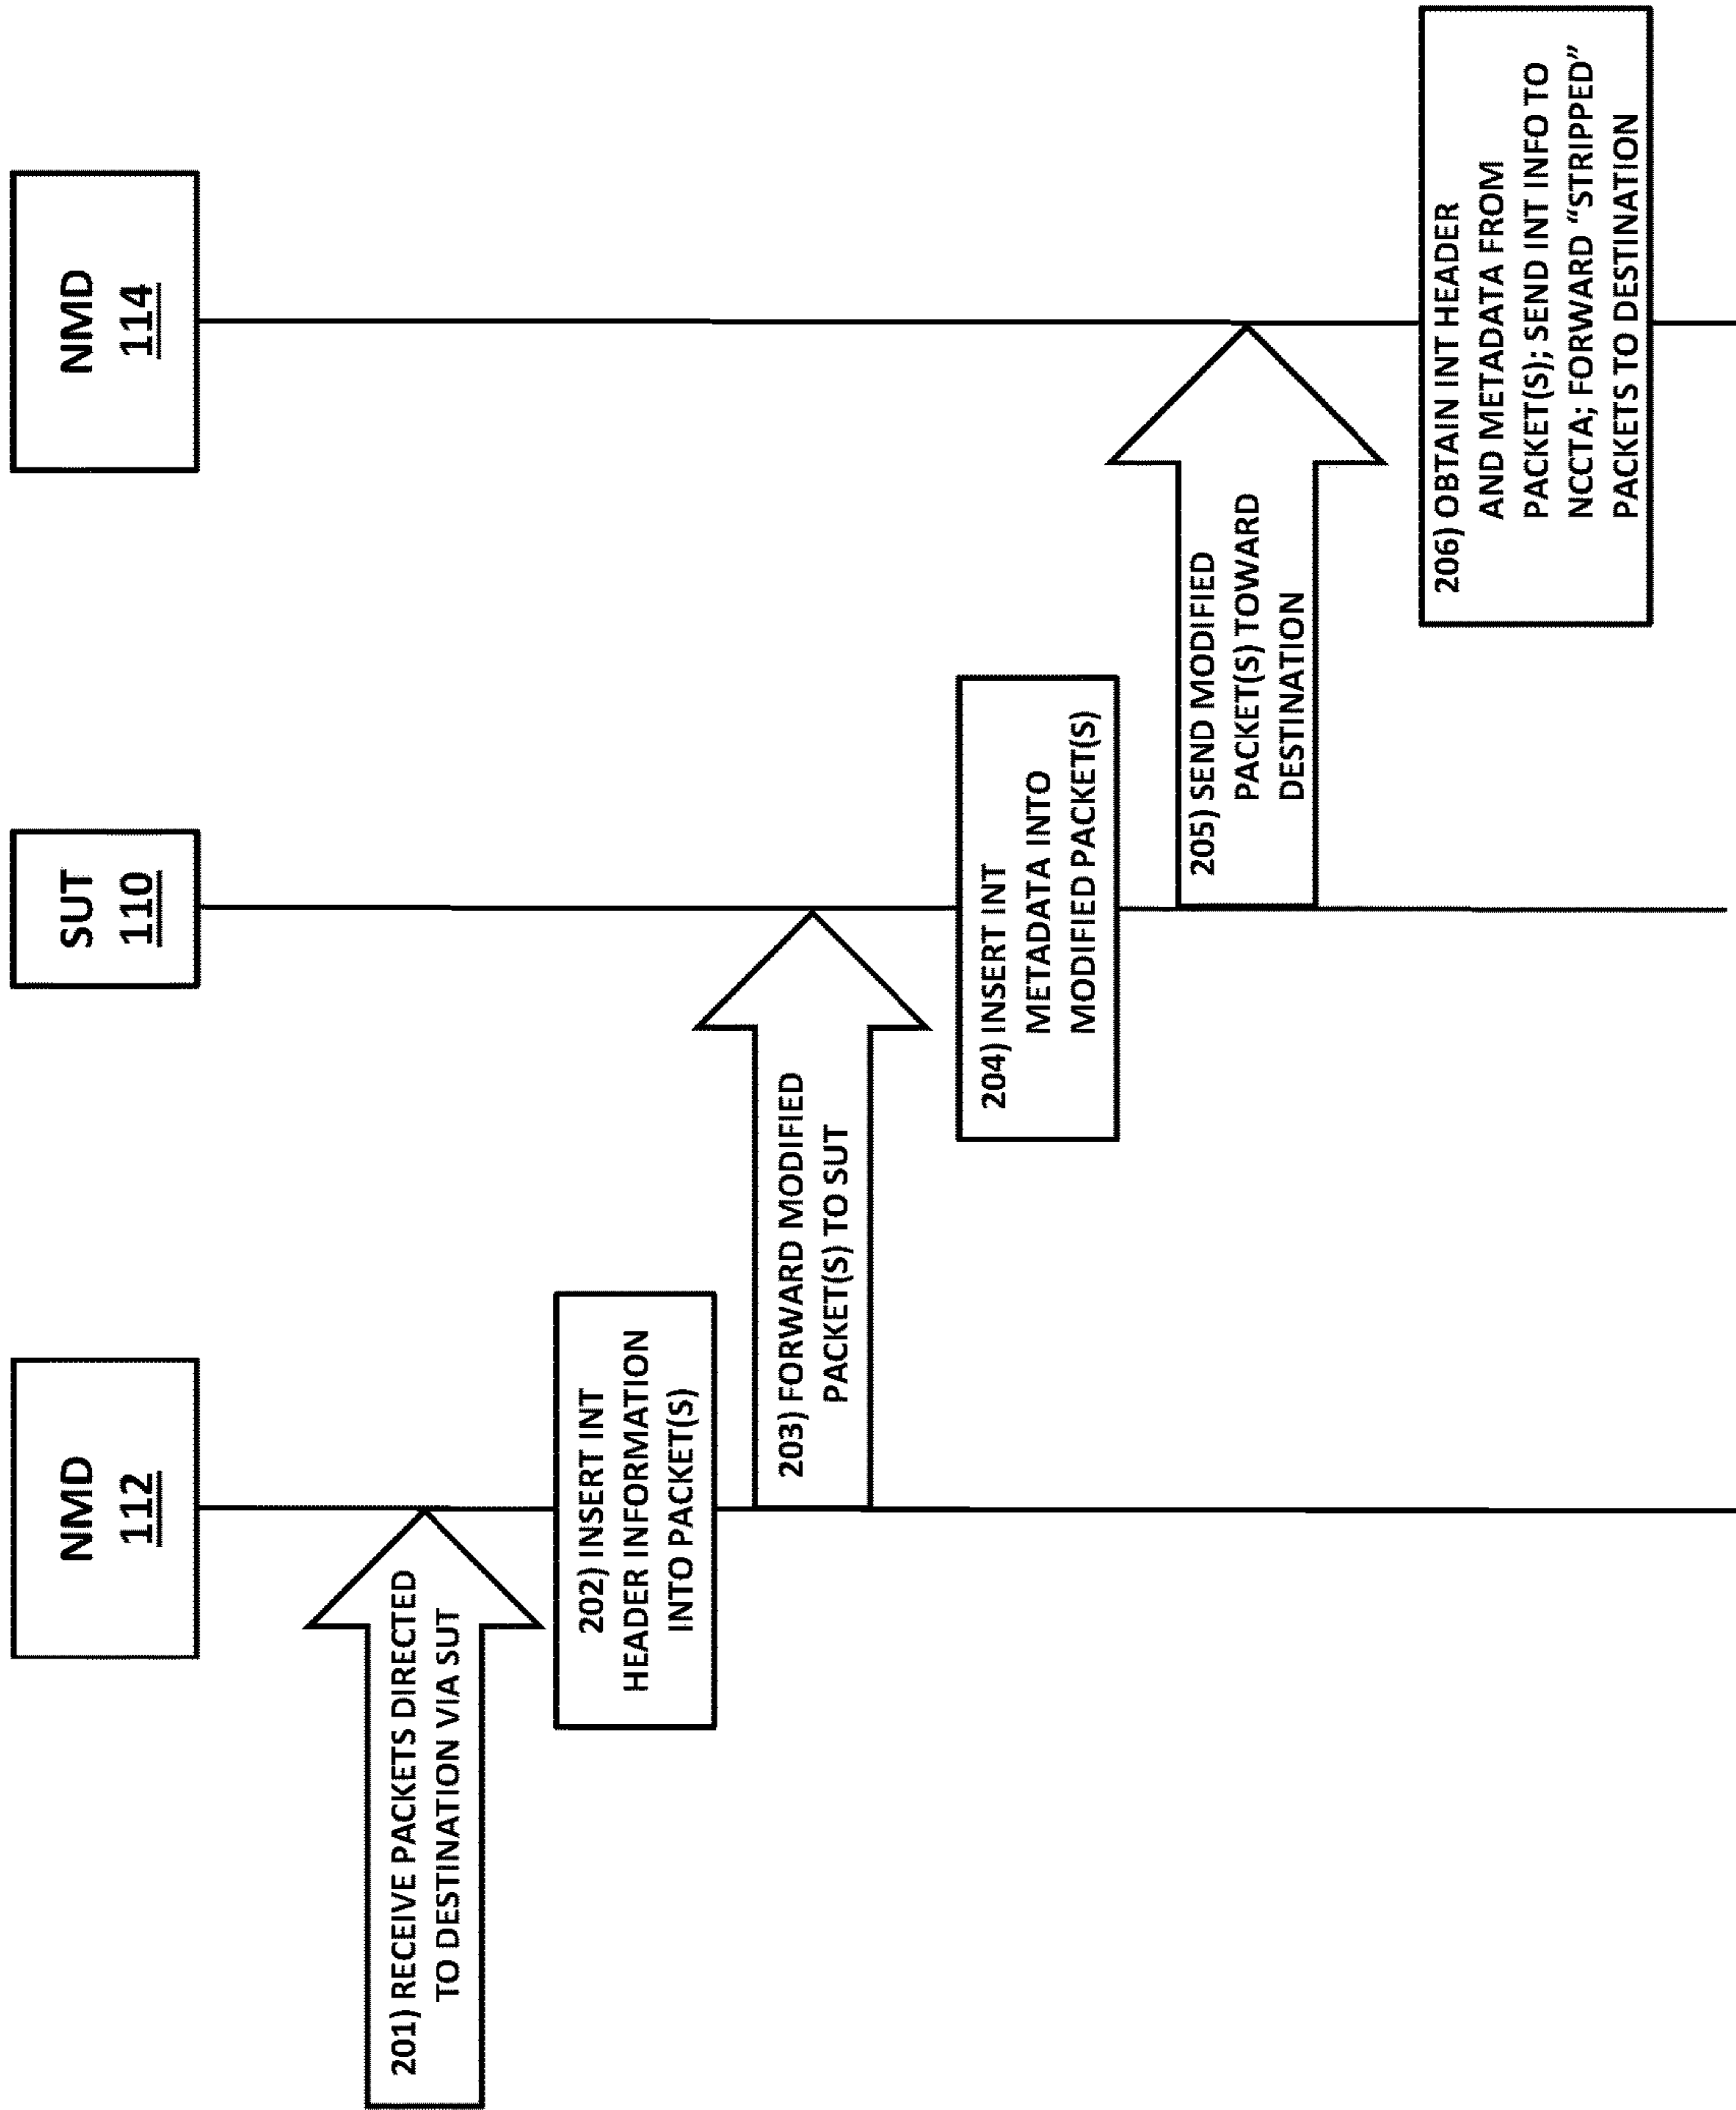 NMD
112
SUT
110
NMD
114
201) RECEIVE PACKETS DIRECTED
TO DESTINATION VIA SUT
202) INSERT INT
HEADER INFORMATION
INTO PACKET(S)
203) FORWARD MODIFIED
PACKET(S) TO SUT
204) INSERT INT
METADATA INTO
MODIFIED PACKET(S)
205) SEND MODIFIED
PACKET(S) TOWARD
DESTINATION
206) OBTAIN INT HEADER
AND METADATA FROM
PACKET(S); SEND INT INFO TO
NCCTA; FORWARD “STRIPPED”
PACKETS TO DESTINATION